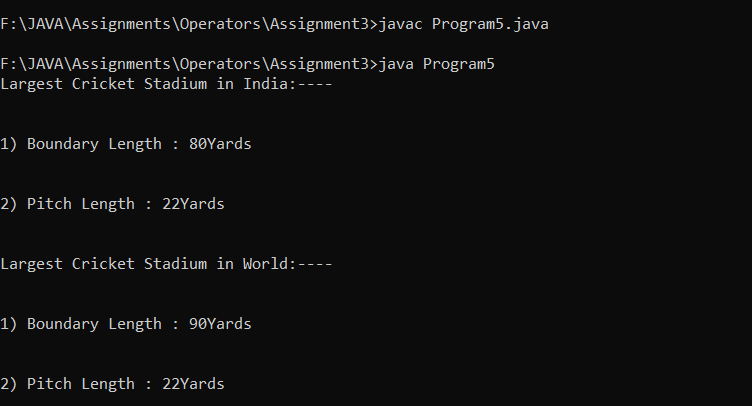 F:\JAVA\Assignments\Operators\Assignment3>javac Program5.java
F:\JAVA\Assignments\Operators\Assignment3>java Program5
Largest Cricket Stadium in India:----
1) Boundary Length : 80Yards
2) Pitch Length : 22Yards
Largest Cricket Stadium in World:----
1) Boundary Length : 90Yards
2) Pitch Length : 22Yards